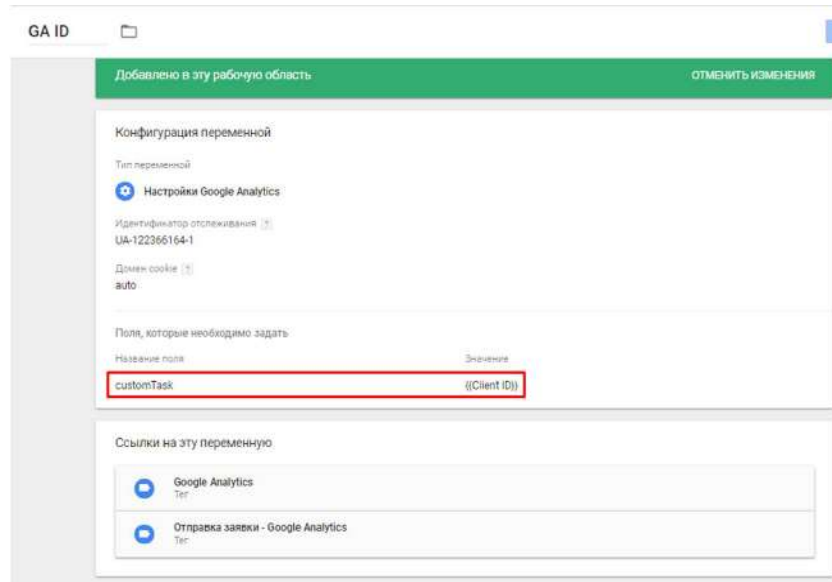 GA ID
Добавлено в эту рабочую область ОТМЕНИТЬ ИЗМЕНЕНИЯ
Конфигурация переменной
Тип переменной
Настройки Google Analytics
Идентификатор отслеживания ?
UA-122366164-1
Домен cookie ?
auto
Поля, которые необходимо задать
Название поля Значение
customTask {{Client ID}}
Ссылки на эту переменную
Google Analytics
Тег
Отправка заявки - Google Analytics
Тег